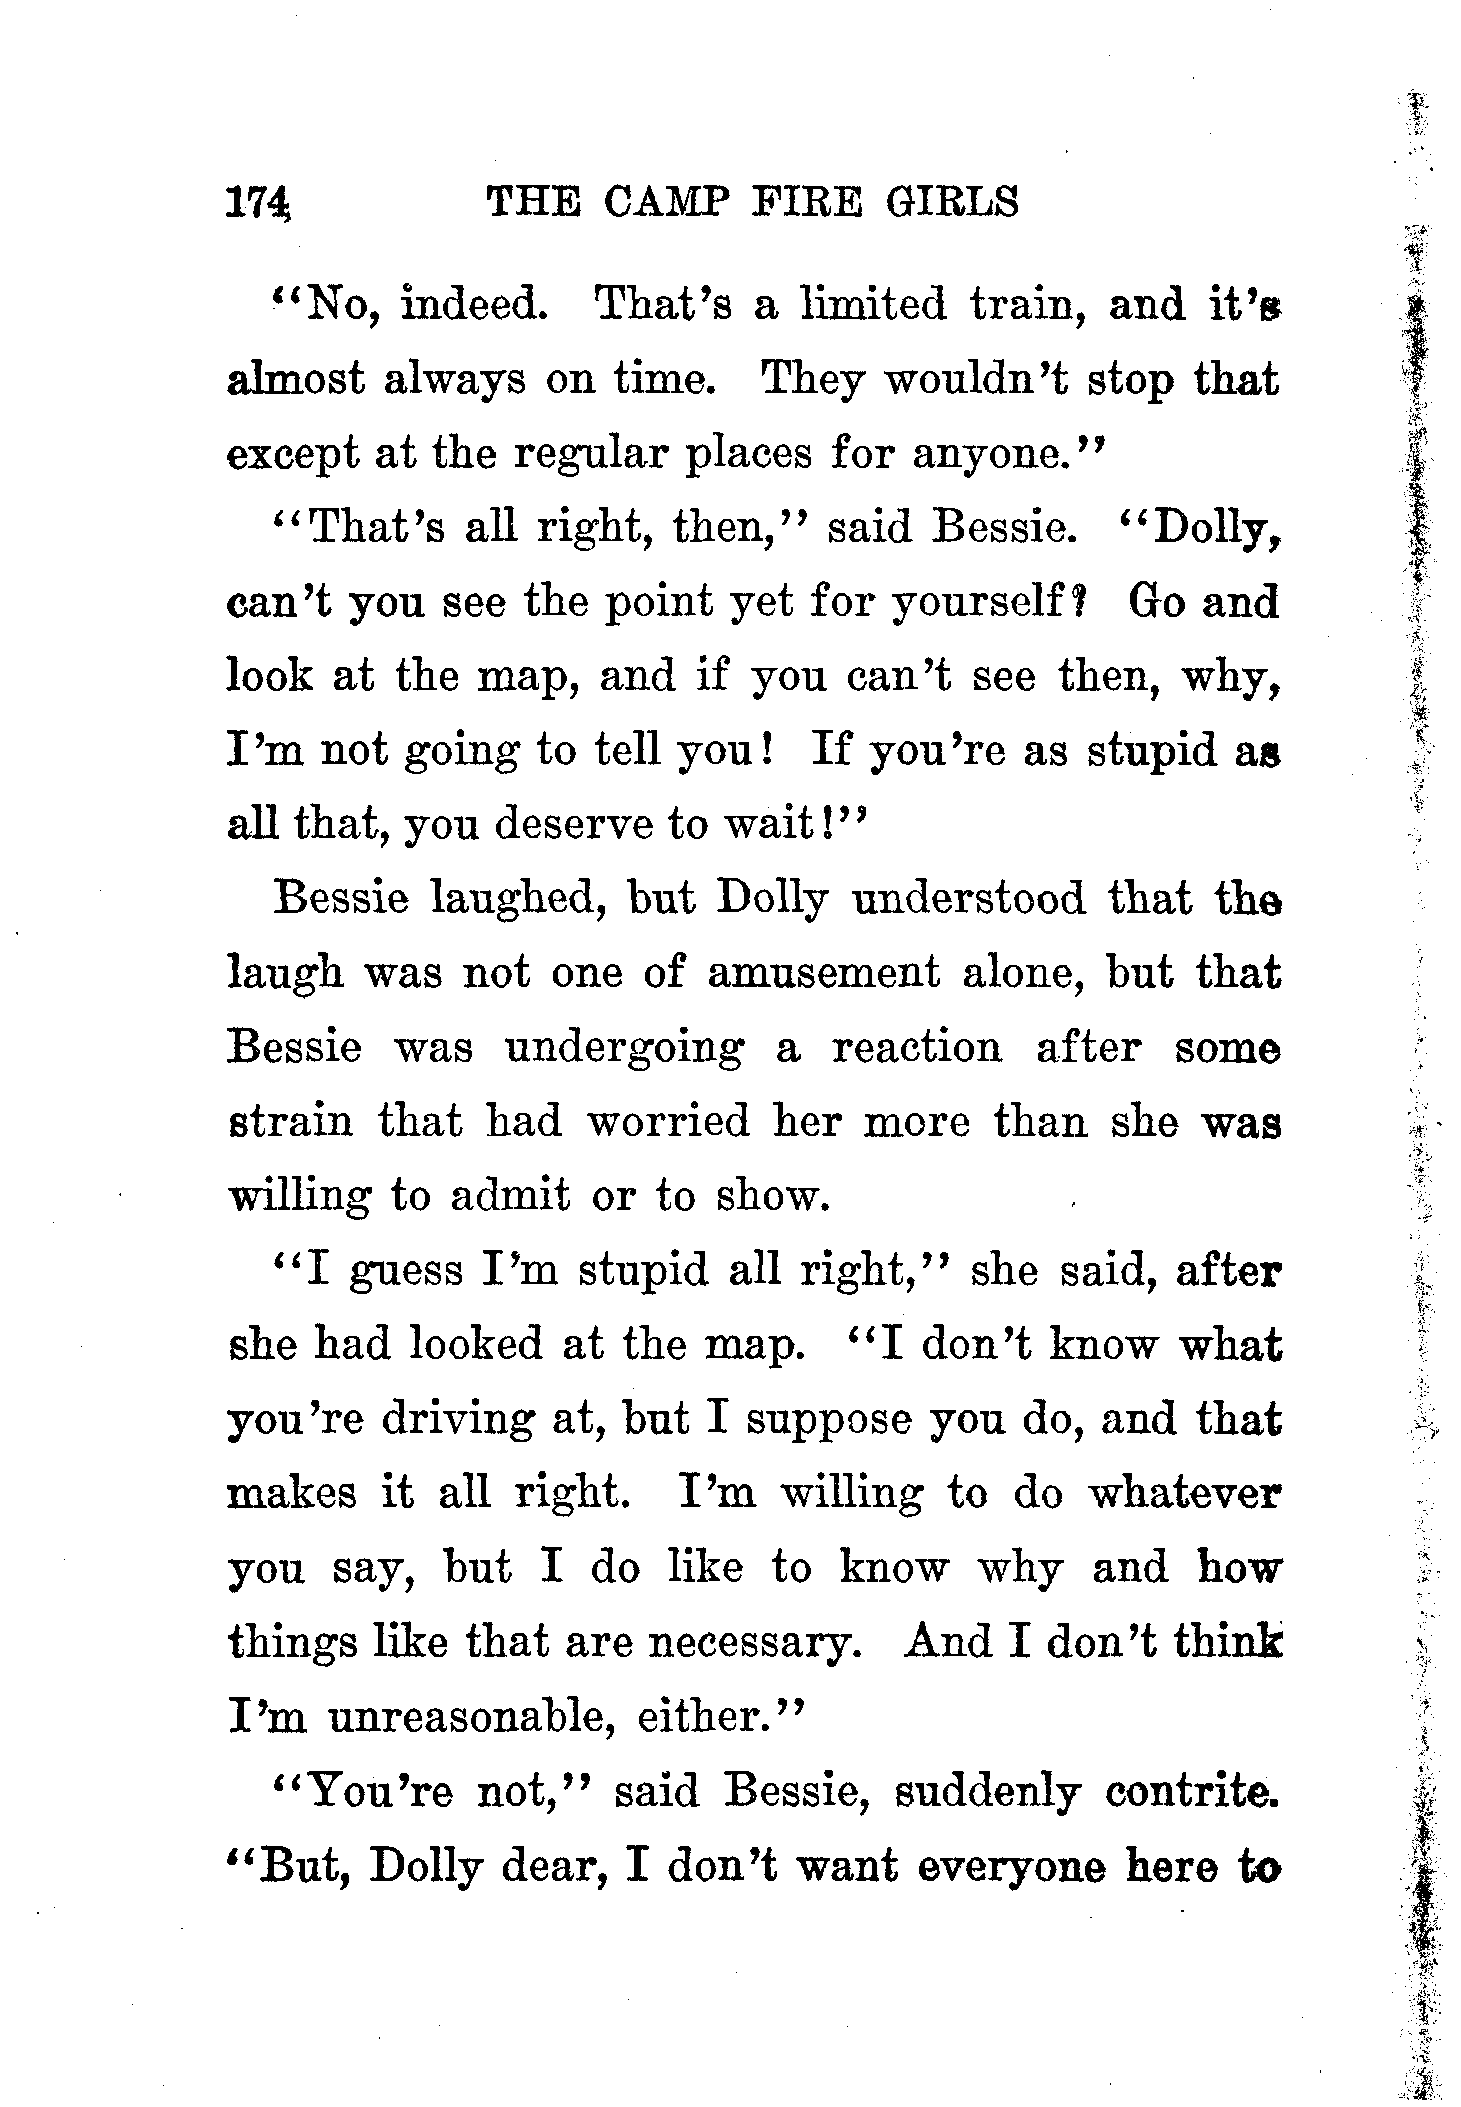 174 THE CAMP FIRE GIRLS
“No, indeed. That’s a limited train, and it’s
almost always on time. They wouldn’t stop that
except at the regular places for anyone.”
“That’s all right, then,” said Bessie. “Dolly,
can’t you see the point yet for yourself? Go and
look at the map, and if you can’t see then, why,
I’m not going to tell you! If you’re as stupid as
all that, you deserve to wait!”
Bessie laughed, but Dolly understood that the
laugh was not one of amusement alone, but that
Bessie was undergoing a reaction after some
strain that had worried her more than she was
willing to admit or to show.
“I guess I’m stupid all right,” she said, after
she had looked at the map. “I don’t know what
you’re driving at, but I suppose you do, and that
makes it all right. I’m willing to do whatever
you say, but I do like to know why and how
things like that are necessary. And I don’t think
I’m unreasonable, either.”
“You’re not,” said Bessie, suddenly contrite.
“But, Dolly dear, I don’t want everyone here to